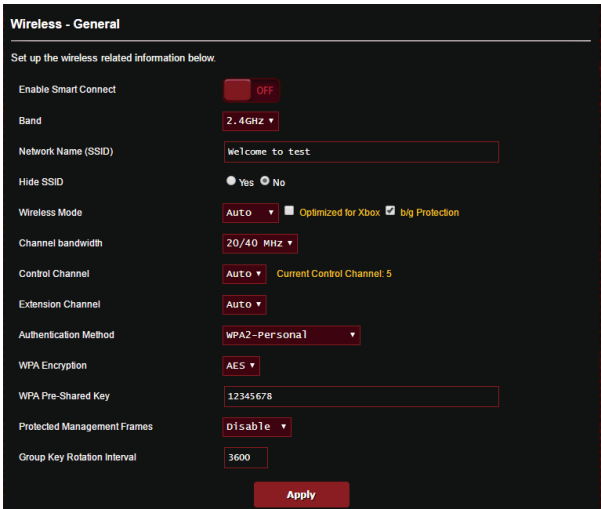 Wireless - General
Set up the wireless related information below.
Enable Smart Connect OFF
Band 2.4GHz
Network Name (SSID) Welcome to test
Hide SSID Yes No
Wireless Mode Auto Optimized for Xbox b/g Protection
Channel bandwidth 20/40 MHz
Control Channel Auto Current Control Channel: 5
Extension Channel Auto
Authentication Method WPA2-Personal
WPA Encryption AES
WPA Pre-Shared Key 12345678
Protected Management Frames Disable
Group Key Rotation Interval 3600
Apply